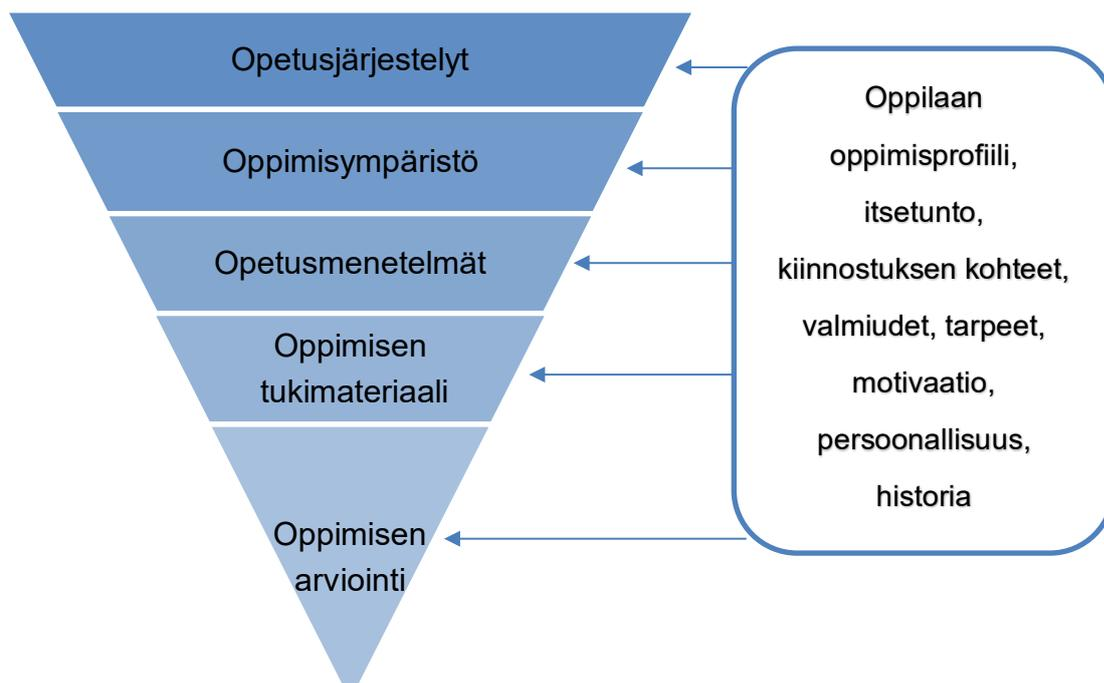 Opetusjärjestelyt
Oppimisympäristö
Opetusmenetelmät
Oppimisen
tukimateriaali
Oppimisen
arviointi
Oppilaan
oppimisprofiili,
itsetunto,
kiinnostuksen kohteet,
valmiudet, tarpeet,
motivaatio,
persoonallisuus,
historia